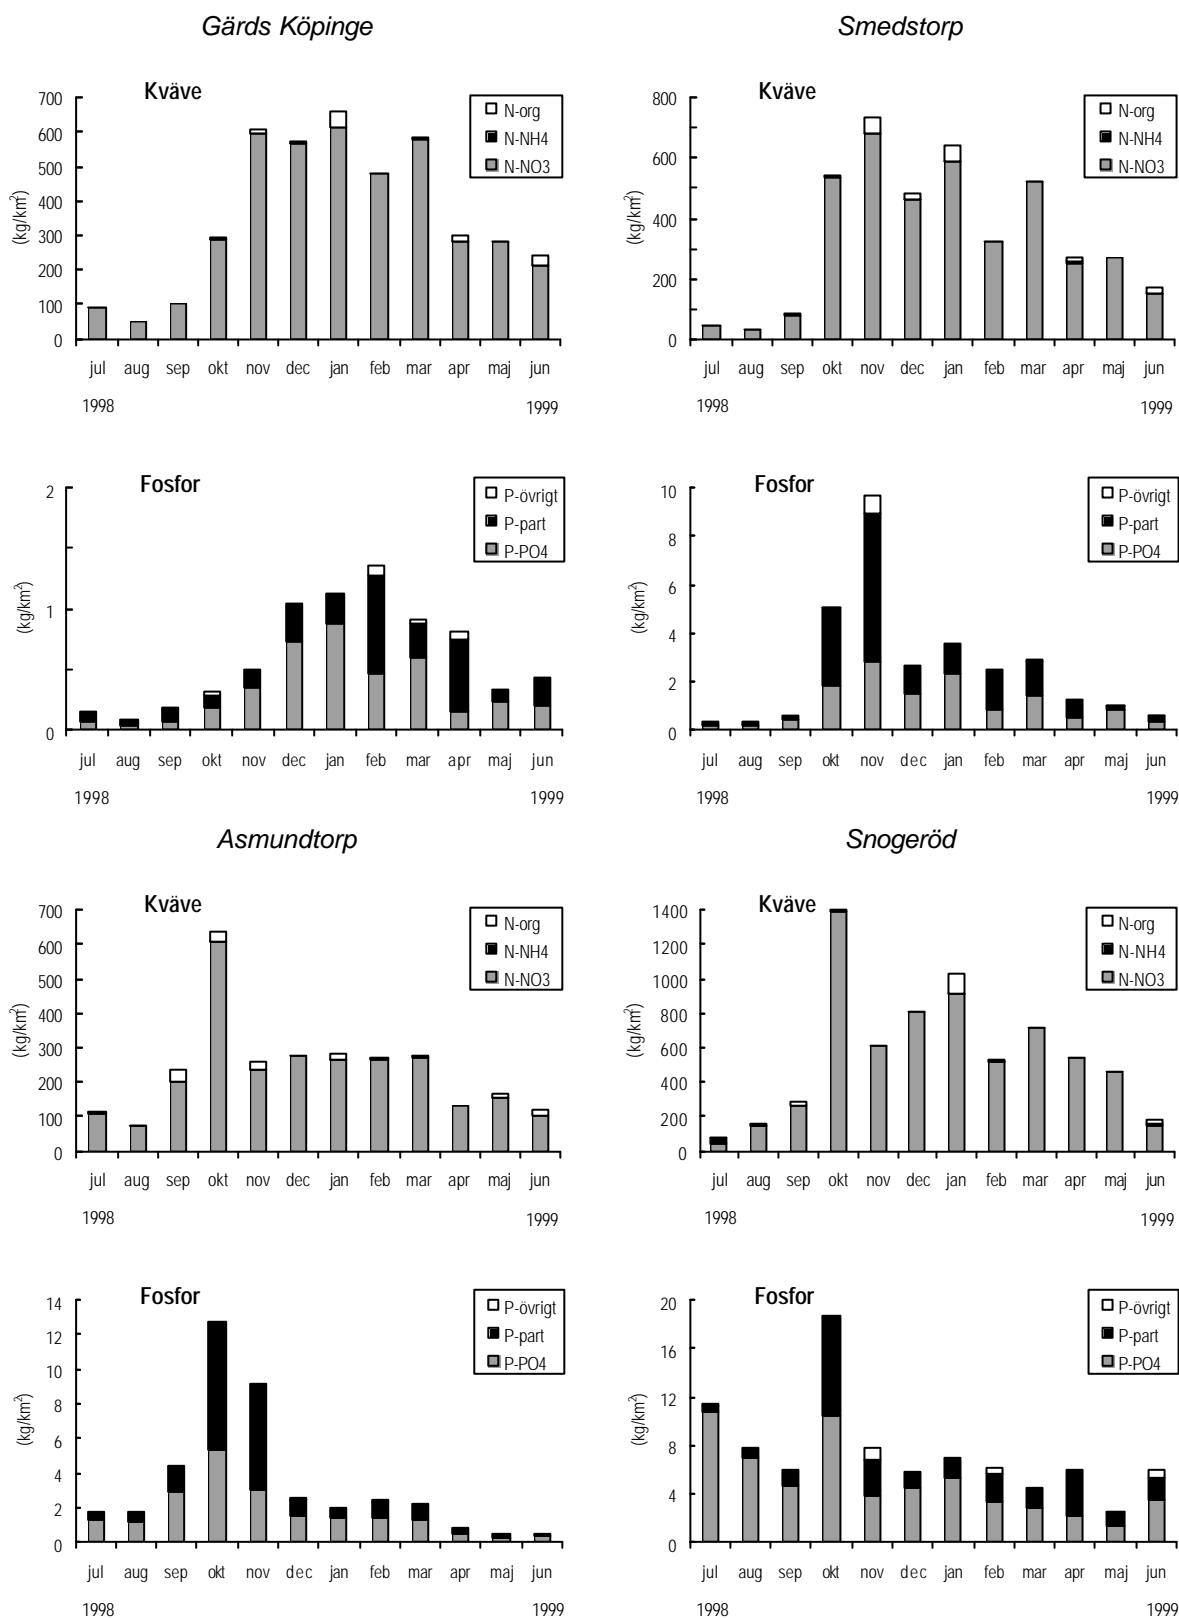 Gärds Köpinge
Kväve
700
600
500
400
300
200
100
0
(kg/km²)
N-org
N-NH4
N-NO3
jul aug sep okt nov dec jan feb mar apr maj jun
1998 1999
Smedstorp
Kväve
800
600
400
200
0
(kg/km²)
N-org
N-NH4
N-NO3
jul aug sep okt nov dec jan feb mar apr maj jun
1998 1999
Fosfor
2
1
0
(kg/km²)
P-övrigt
P-part
P-PO4
jul aug sep okt nov dec jan feb mar apr maj jun
1998 1999
Fosfor
10
8
6
4
2
0
(kg/km²)
P-övrigt
P-part
P-PO4
jul aug sep okt nov dec jan feb mar apr maj jun
1998 1999
Asmundtorp
Kväve
700
600
500
400
300
200
100
0
(kg/km²)
N-org
N-NH4
N-NO3
jul aug sep okt nov dec jan feb mar apr maj jun
1998 1999
Snogeröd
Kväve
1400
1200
1000
800
600
400
200
0
(kg/km²)
N-org
N-NH4
N-NO3
jul aug sep okt nov dec jan feb mar apr maj jun
1998 1999
Fosfor
14
12
10
8
6
4
2
0
(kg/km²)
P-övrigt
P-part
P-PO4
jul aug sep okt nov dec jan feb mar apr maj jun
1998 1999
Fosfor
20
16
12
8
4
0
(kg/km²)
P-övrigt
P-part
P-PO4
jul aug sep okt nov dec jan feb mar apr maj jun
1998 1999